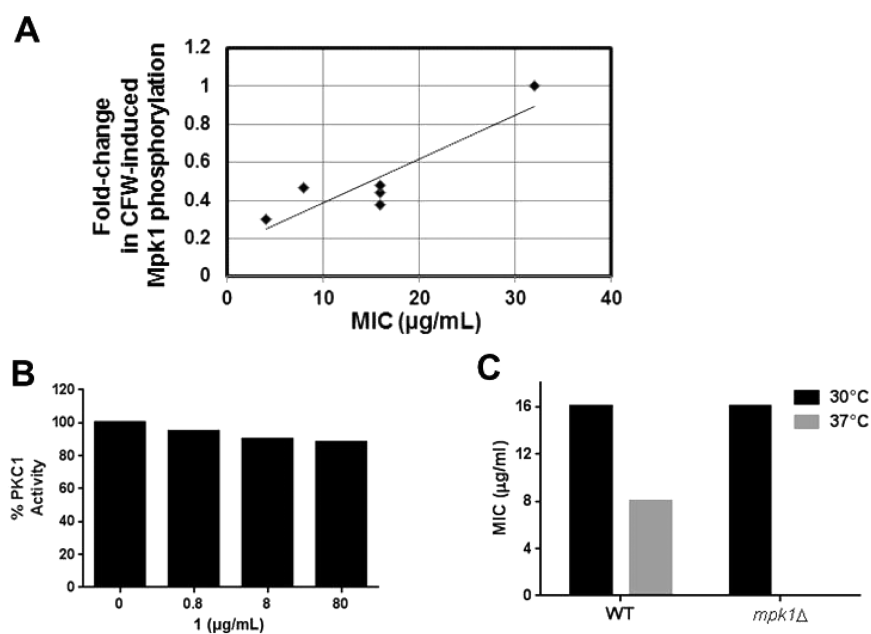 A
Fold-change
in CFW-induced
Mpk1 phosphorylation
1.2
1
0.8
0.6
0.4
0.2
0
0 10 20 30 40
MIC (µg/mL)
B
% PKC1
Activity
120
100
80
60
40
20
0
0 0.8 8 80
1 (µg/mL)
C
MIC (µg/ml)
16
12
8
4
0
WT mpk1Δ
30°C
37°C